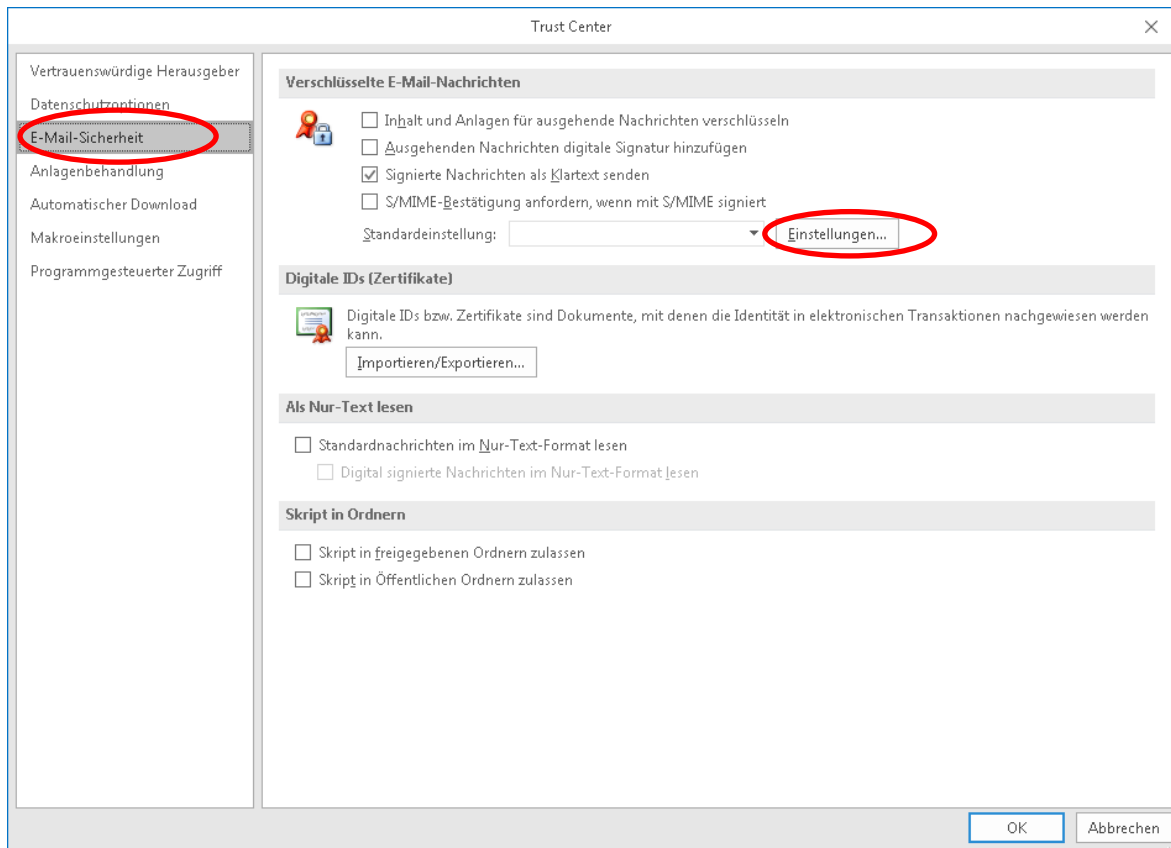 Trust Center
Vertrauenswürdige Herausgeber
Datenschutzoptionen
E-Mail-Sicherheit
Anlagenbehandlung
Automatischer Download
Makroeinstellungen
Programmgesteuerter Zugriff
Verschlüsselte E-Mail-Nachrichten
Inhalt und Anlagen für ausgehende Nachrichten verschlüsseln
Ausgehenden Nachrichten digitale Signatur hinzufügen
Signierte Nachrichten als Klartext senden
S/MIME-Bestätigung anfordern, wenn mit S/MIME signiert
Standardeinstellung: Einstellungen...
Digitale IDs (Zertifikate)
Digitale IDs bzw. Zertifikate sind Dokumente, mit denen die Identität in elektronischen Transaktionen nachgewiesen werden
kann.
Importieren/Exportieren...
Als Nur-Text lesen
Standardnachrichten im Nur-Text-Format lesen
Digital signierte Nachrichten im Nur-Text-Format lesen
Skript in Ordnern
Skript in freigegebenen Ordnern zulassen
Skript in Öffentlichen Ordnern zulassen
OK Abbrechen